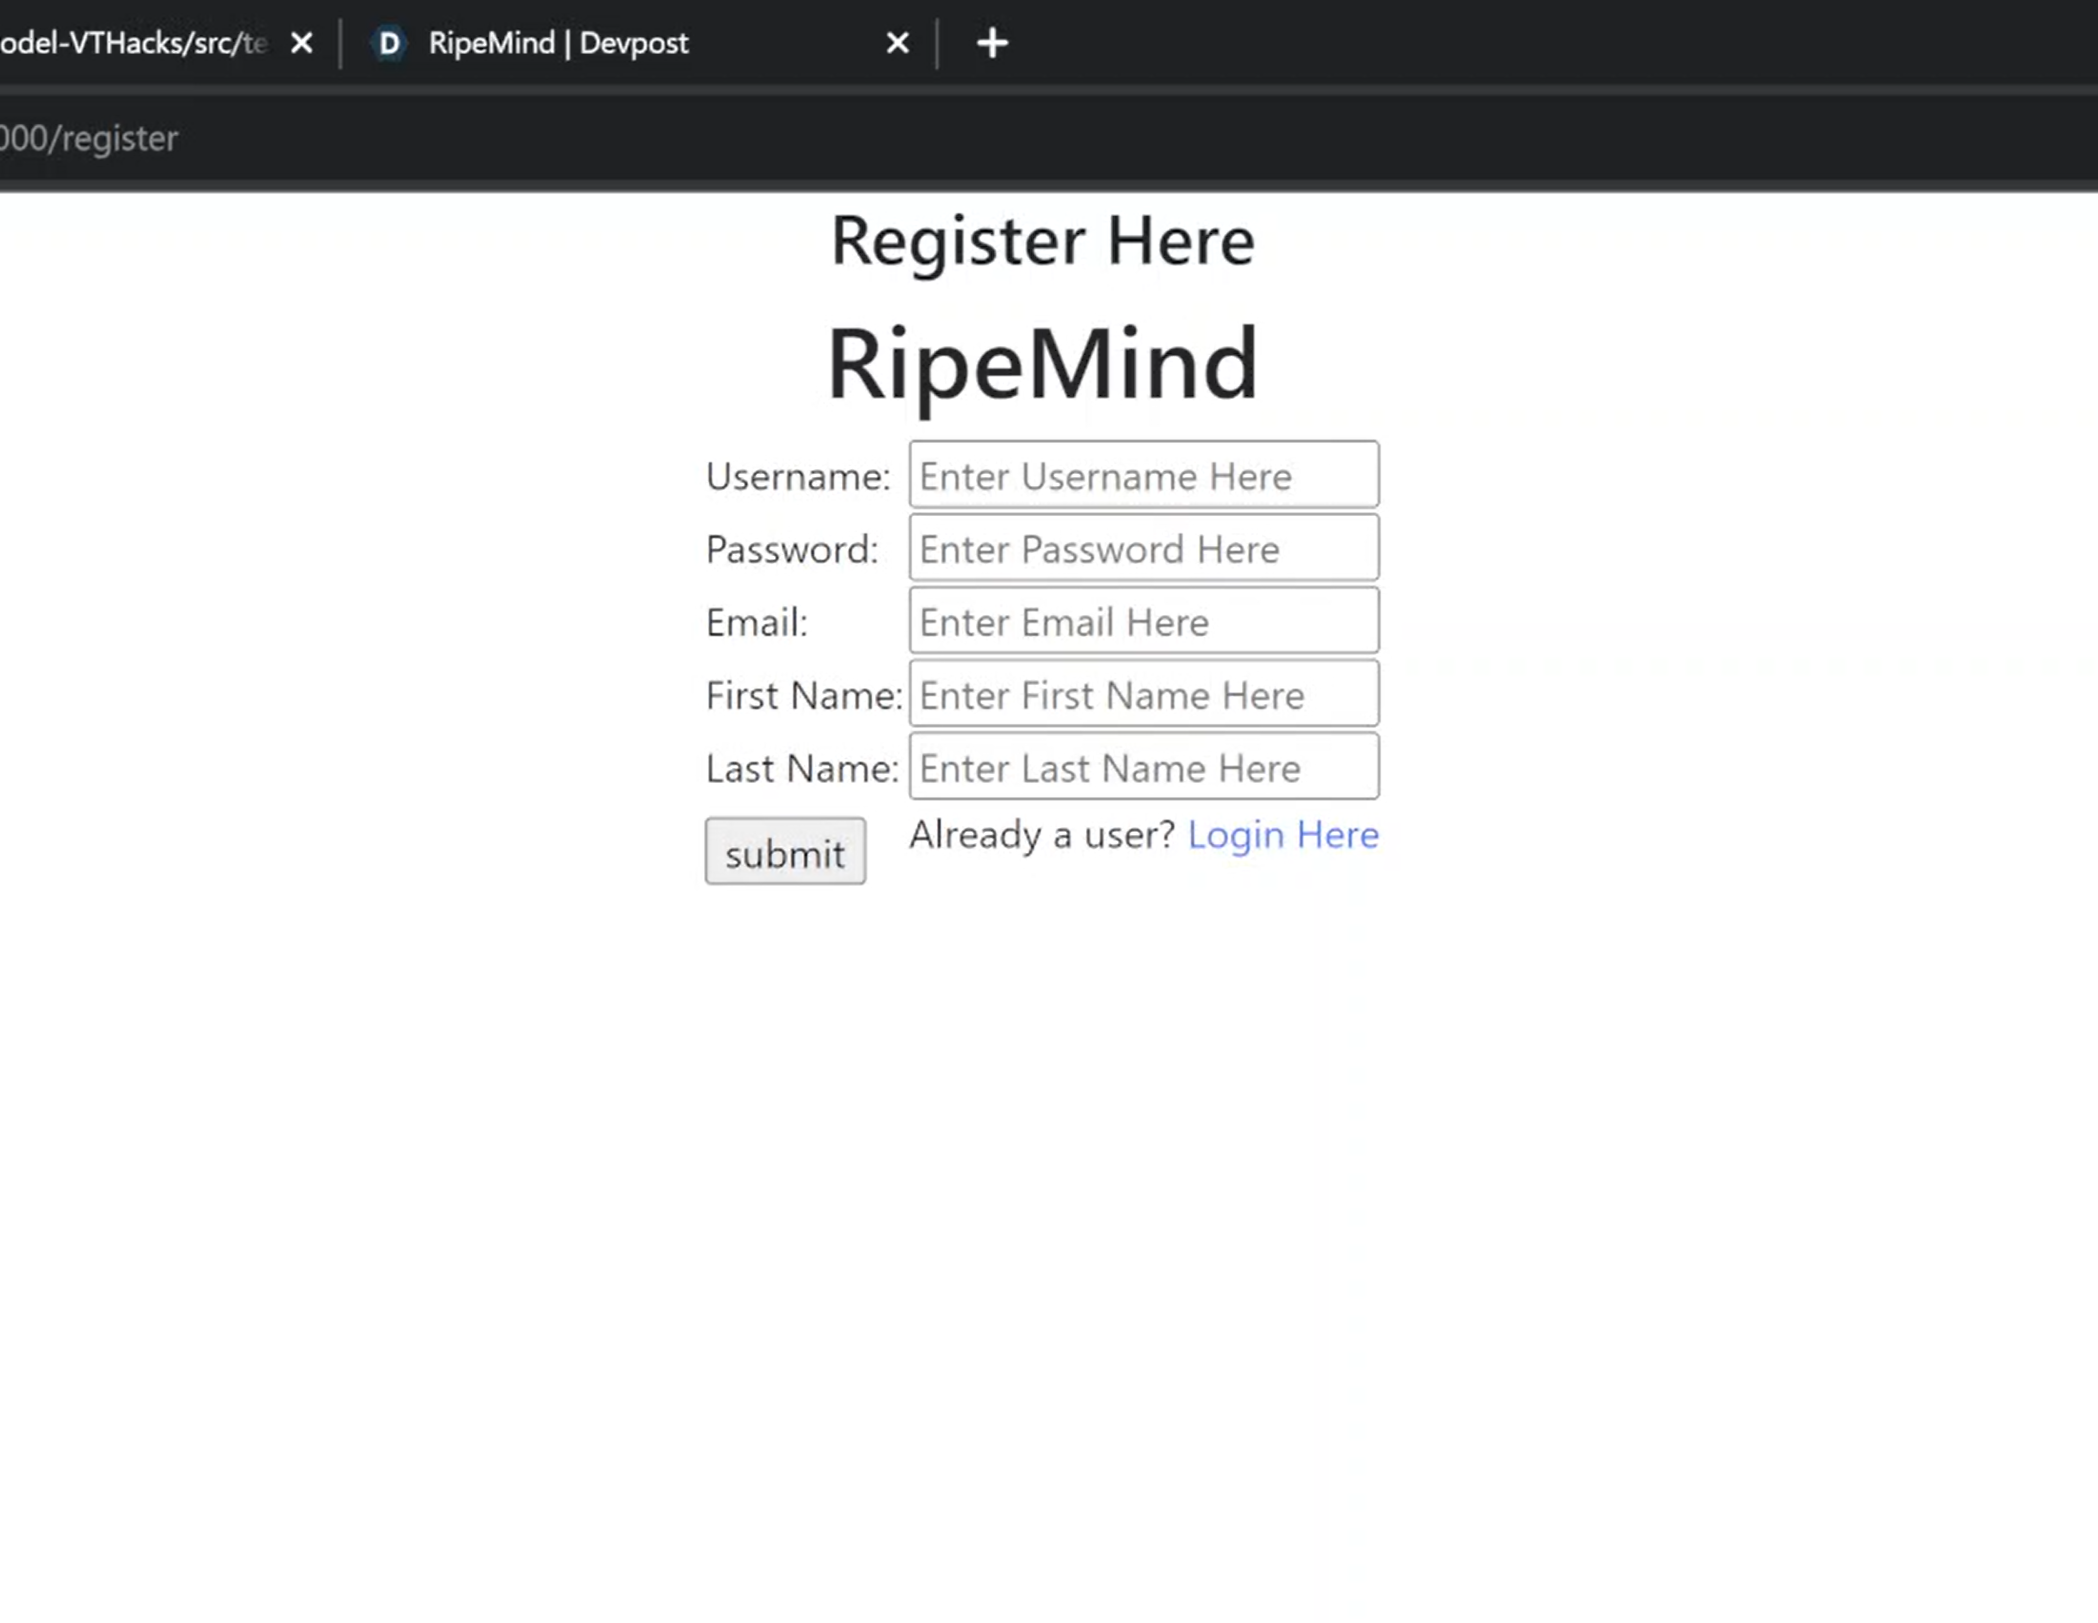 odel-VTHacks/src/te
RipeMind | Devpost
000/register
Register Here
RipeMind
Username: Enter Username Here
Password: Enter Password Here
Email: Enter Email Here
First Name: Enter First Name Here
Last Name: Enter Last Name Here
submit Already a user? Login Here